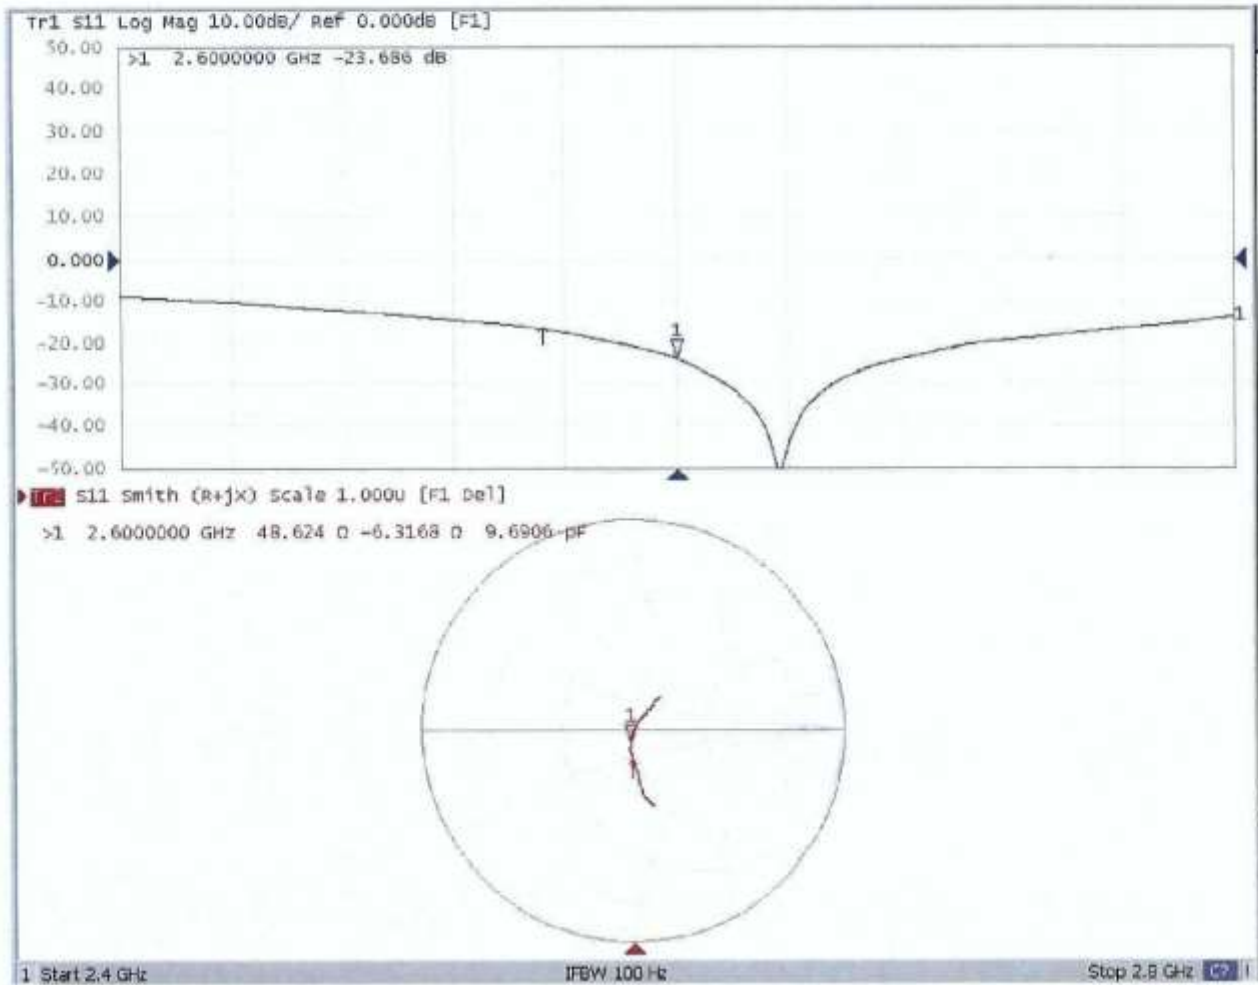 Tr1 S11 Log Mag 10.00dB/ Ref 0.000dB [F1]
50.00
>1 2.6000000 GHz -23.686 dB
40.00
30.00
20.00
10.00
0.000
-10.00
1
1
-20.00
-30.00
-40.00
-50.00
Tr2 S11 Smith (R+jX) Scale 1.000U [F1 Del]
>1 2.6000000 GHz 48.624 Ω -6.3168 Ω 9.6906 pF
1
1 Start 2.4 GHz IFBW 100 Hz Stop 2.8 GHz C?